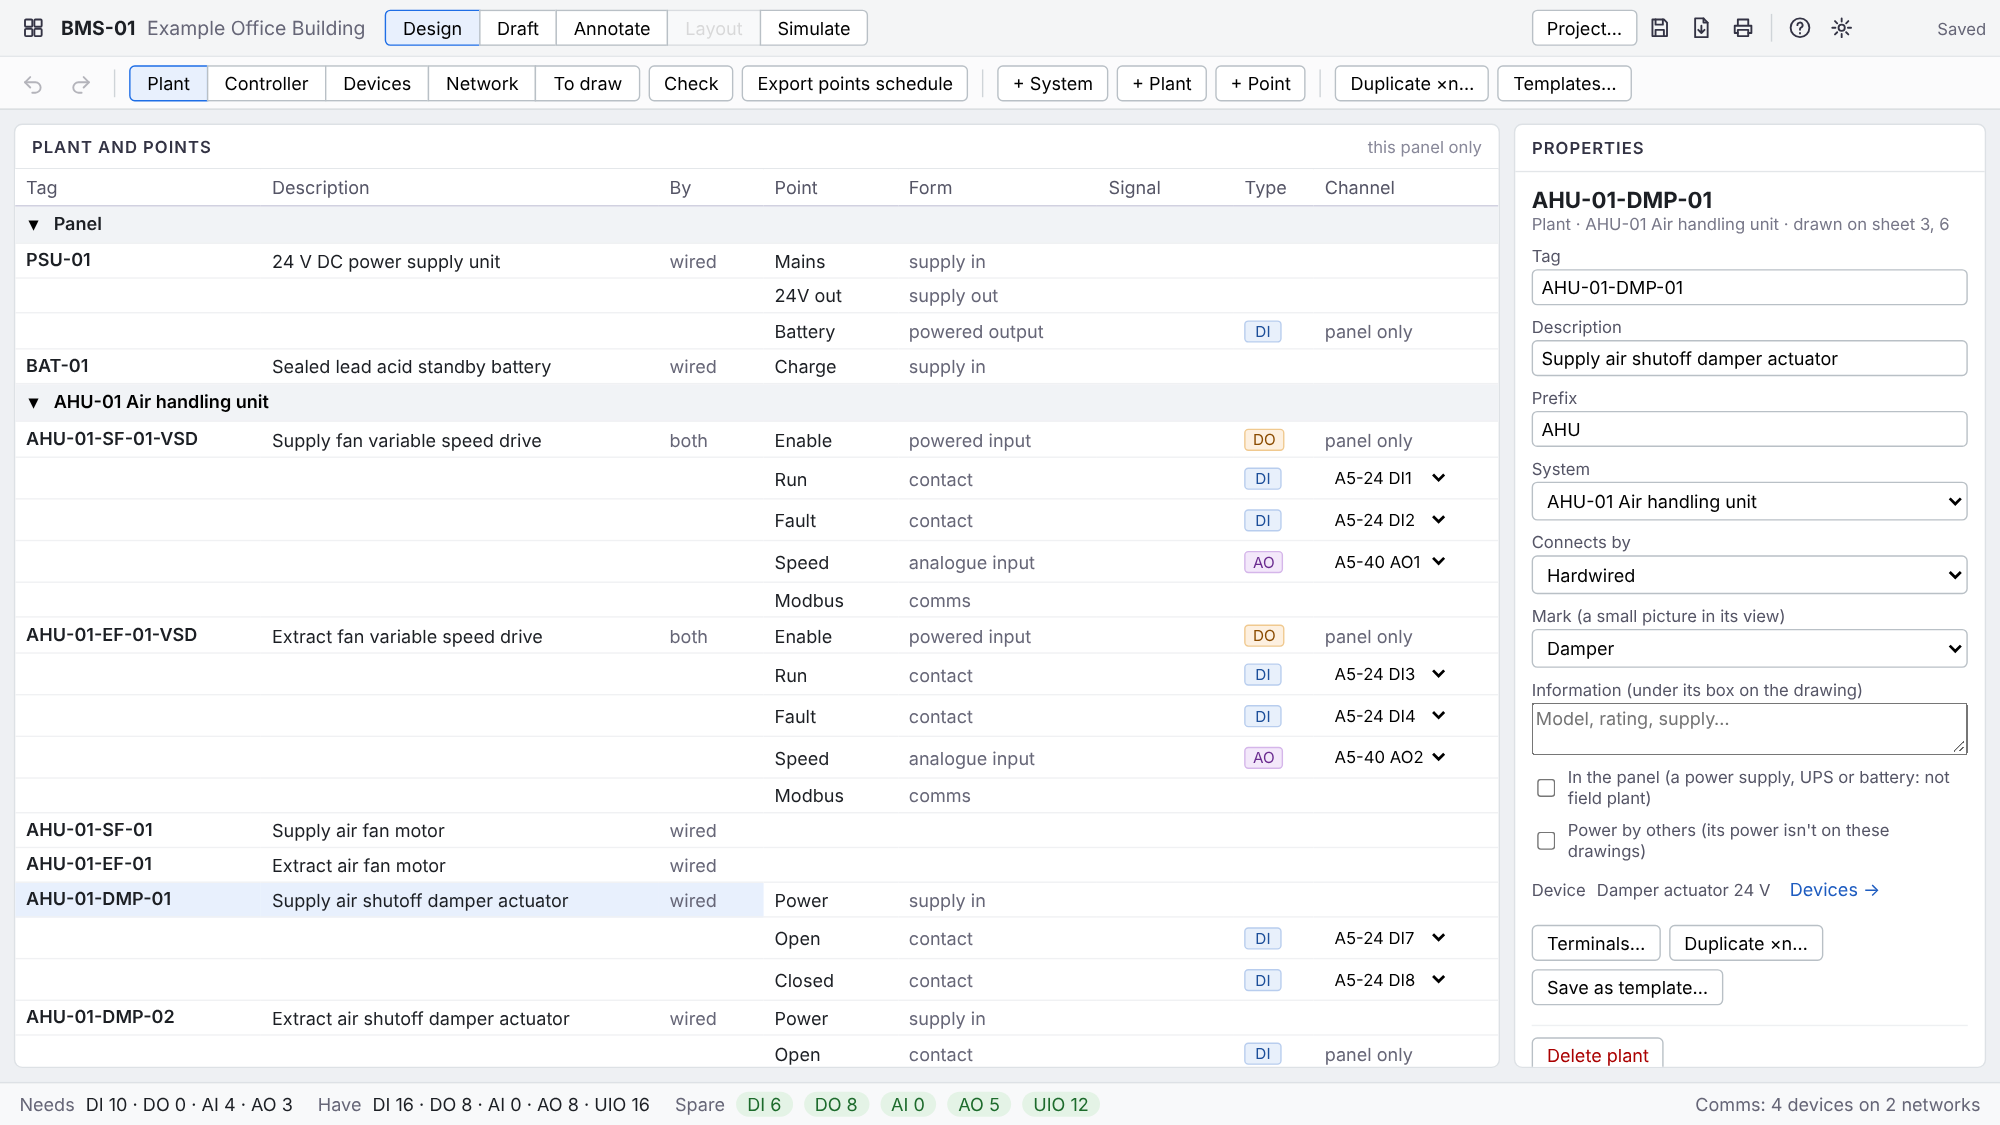 BMS-01 Example Office Building Design Draft Annotate Layout Simulate Project... Saved
Plant Controller Devices Network To draw Check Export points schedule + System + Plant + Point Duplicate ×n... Templates...
PLANT AND POINTS this panel only
Tag Description By Point Form Signal Type Channel
▼ Panel
PSU-01 24 V DC power supply unit wired Mains supply in
24V out supply out
Battery powered output DI panel only
BAT-01 Sealed lead acid standby battery wired Charge supply in
▼ AHU-01 Air handling unit
AHU-01-SF-01-VSD Supply fan variable speed drive both Enable powered input DO panel only
Run contact DI A5-24 DI1
Fault contact DI A5-24 DI2
Speed analogue input AO A5-40 AO1
Modbus comms
AHU-01-EF-01-VSD Extract fan variable speed drive both Enable powered input DO panel only
Run contact DI A5-24 DI3
Fault contact DI A5-24 DI4
Speed analogue input AO A5-40 AO2
Modbus comms
AHU-01-SF-01 Supply air fan motor wired
AHU-01-EF-01 Extract air fan motor wired
AHU-01-DMP-01 Supply air shutoff damper actuator wired Power supply in
Open contact DI A5-24 DI7
Closed contact DI A5-24 DI8
AHU-01-DMP-02 Extract air shutoff damper actuator wired Power supply in
Open contact DI panel only
PROPERTIES
AHU-01-DMP-01
Plant · AHU-01 Air handling unit · drawn on sheet 3, 6
Tag
AHU-01-DMP-01
Description
Supply air shutoff damper actuator
Prefix
AHU
System
AHU-01 Air handling unit
Connects by
Hardwired
Mark (a small picture in its view)
Damper
Information (under its box on the drawing)
Model, rating, supply...
In the panel (a power supply, UPS or battery: not
field plant)
Power by others (its power isn't on these
drawings)
Device Damper actuator 24 V Devices →
Terminals... Duplicate ×n...
Save as template...
Delete plant
Needs DI 10 · DO 0 · AI 4 · AO 3 Have DI 16 · DO 8 · AI 0 · AO 8 · UIO 16 Spare DI 6 DO 8 AI 0 AO 5 UIO 12 Comms: 4 devices on 2 networks